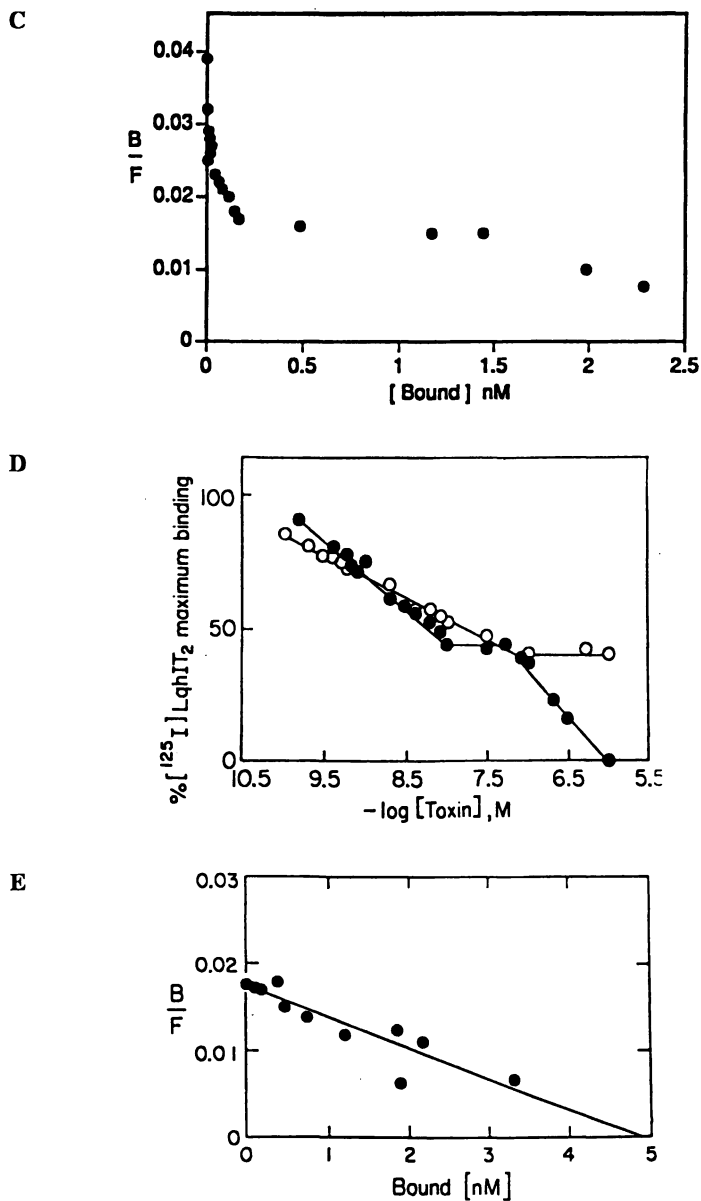 C
0.04
0.03
B
F
0.02
0.01
0
0 0.5 1 1.5 2 2.5
[Bound] nM
D
100
50
0
%[¹²⁵I] LqhIT₂ maximum binding
10.5 9.5 8.5 7.5 6.5 5.5
-log [Toxin], M
E
0.03
0.02
B
F
0.01
0
0 1 2 3 4 5
Bound [nM]